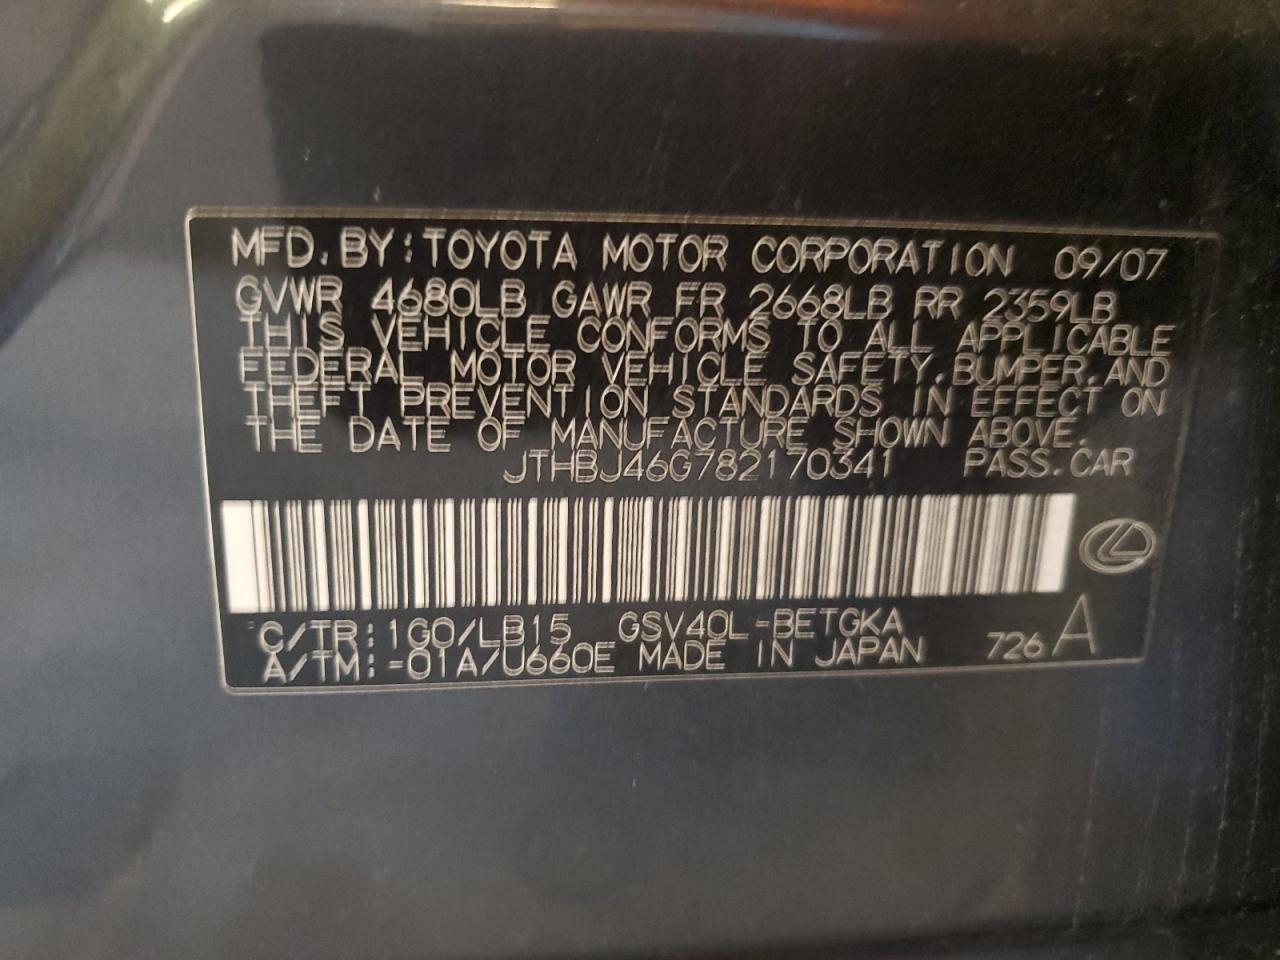 MFD. BY: TOYOTA MOTOR CORPORATION 09/07
GVWR 4680LB GAWR FR 2668LB RR 2359LB
THIS VEHICLE CONFORMS TO ALL APPLICABLE
FEDERAL MOTOR VEHICLE SAFETY, BUMPER, AND
THEFT PREVENTION STANDARDS IN EFFECT ON
THE DATE OF MANUFACTURE SHOWN ABOVE.
JTHBJ46G782170341 PASS. CAR
C/TR: 1G0/LB15 GSV40L-BETGKA
A/TM: -01A/U660E MADE IN JAPAN 726 A